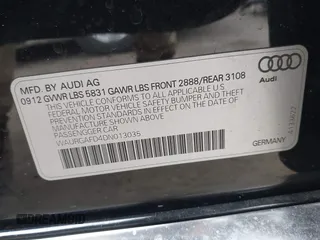 MFD. BY AUDI AG
0912 GVWR LBS 5831 GAWR LBS FRONT 2888/REAR 3108
THIS VEHICLE CONFORMS TO ALL APPLICABLE U.S.
FEDERAL MOTOR VEHICLE SAFETY BUMPER AND THEFT
PREVENTION STANDARDS IN EFFECT ON THE DATE OF
MANUFACTURE SHOWN ABOVE
PASSENGER CAR
WAURGAFD4DN013035
Audi
GERMANY
DREAMBID